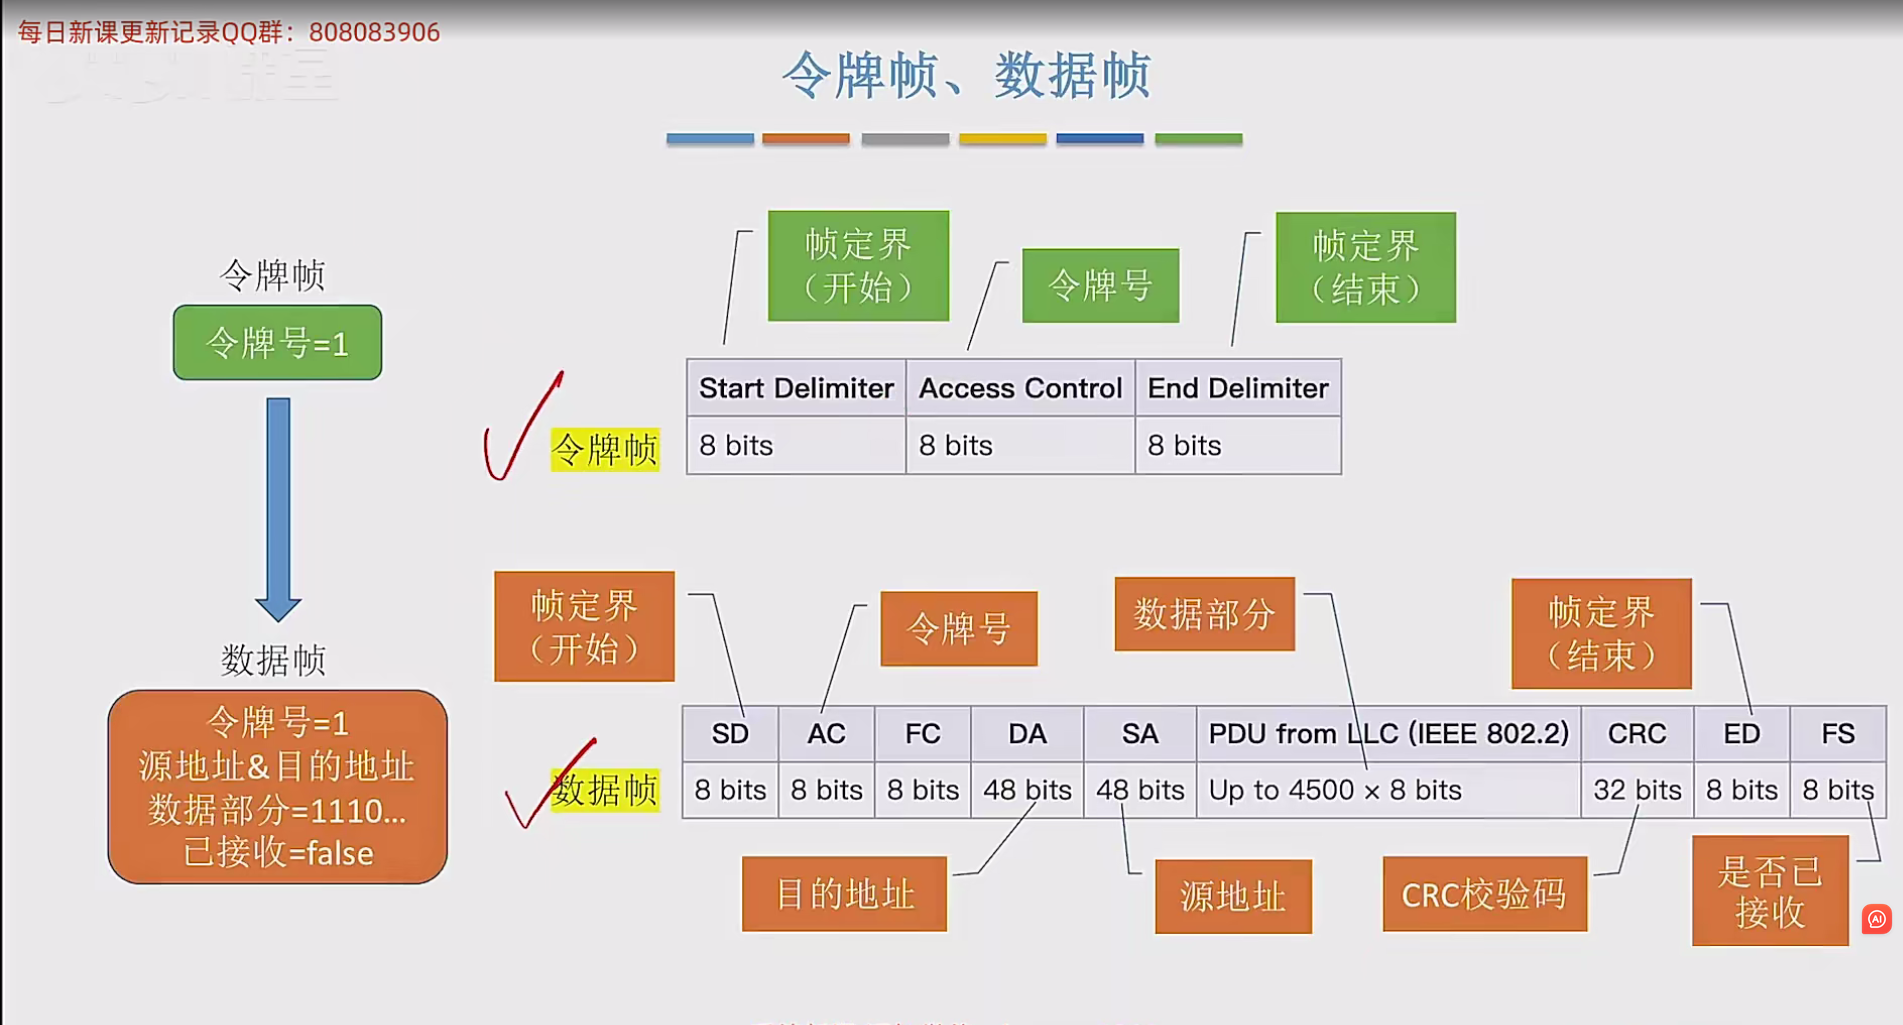 每日新课更新记录QQ群：808083906
令牌帧、数据帧
令牌帧
令牌号=1
数据帧
令牌号=1
源地址&目的地址
数据部分=1110...
已接收=false
帧定界
（开始）
令牌号
帧定界
（结束）
令牌帧
Start Delimiter Access Control End Delimiter
8 bits 8 bits 8 bits
帧定界
（开始）
令牌号
数据部分
帧定界
（结束）
数据帧
SD AC FC DA SA PDU from LLC (IEEE 802.2) CRC ED FS
8 bits 8 bits 8 bits 48 bits 48 bits Up to 4500 × 8 bits 32 bits 8 bits 8 bits
目的地址
源地址
CRC校验码
是否已
接收
AI